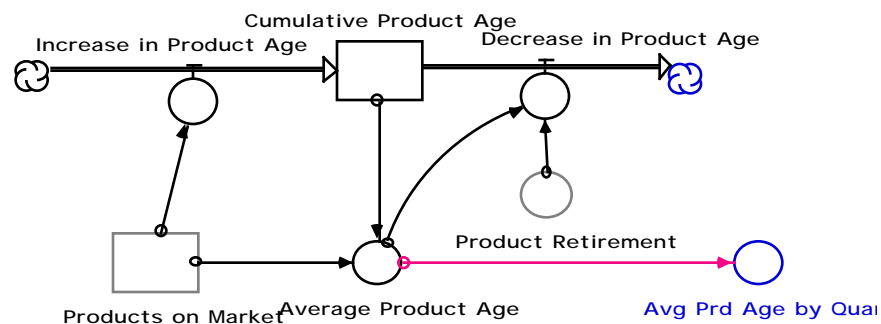 Cumulative Product Age
Increase in Product Age
Decrease in Product Age
Product Retirement
Products on Market
Average Product Age
Avg Prd Age by Quar